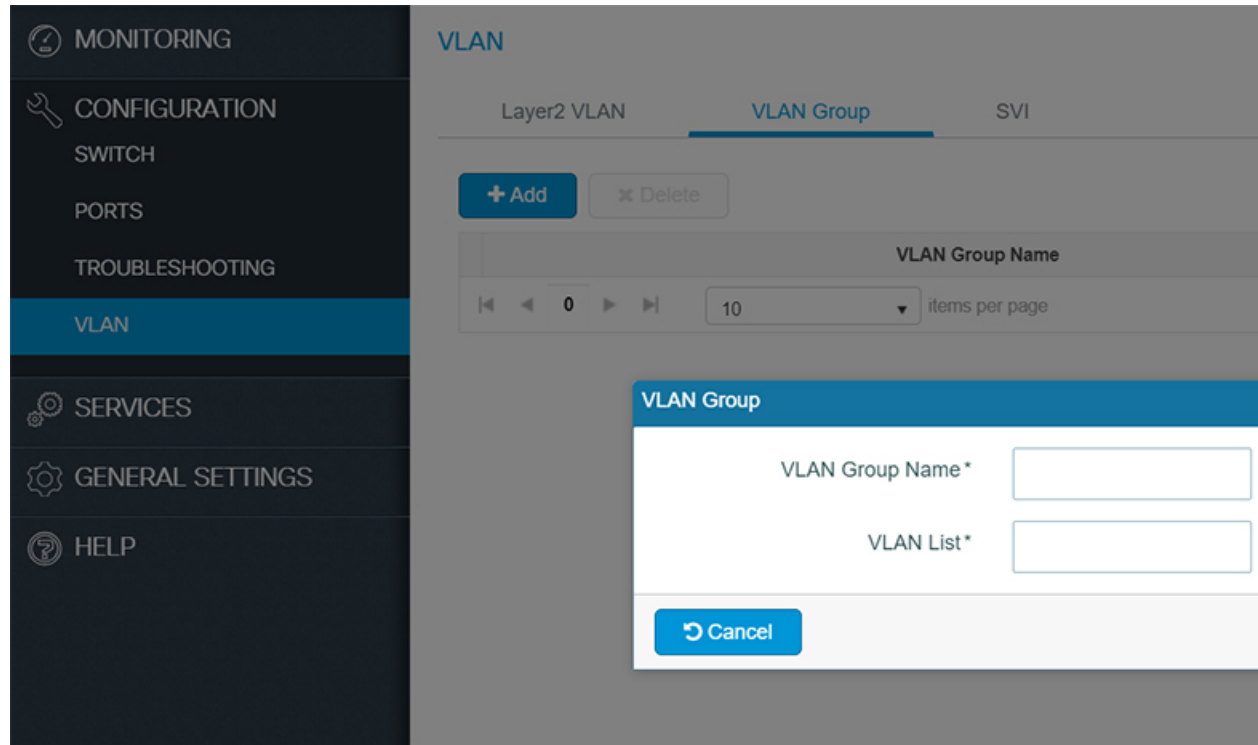 MONITORING
CONFIGURATION
SWITCH
PORTS
TROUBLESHOOTING
VLAN
SERVICES
GENERAL SETTINGS
HELP
VLAN
Layer2 VLAN VLAN Group SVI
+ Add × Delete
VLAN Group Name
0 10 items per page
VLAN Group
VLAN Group Name*
VLAN List*
Cancel